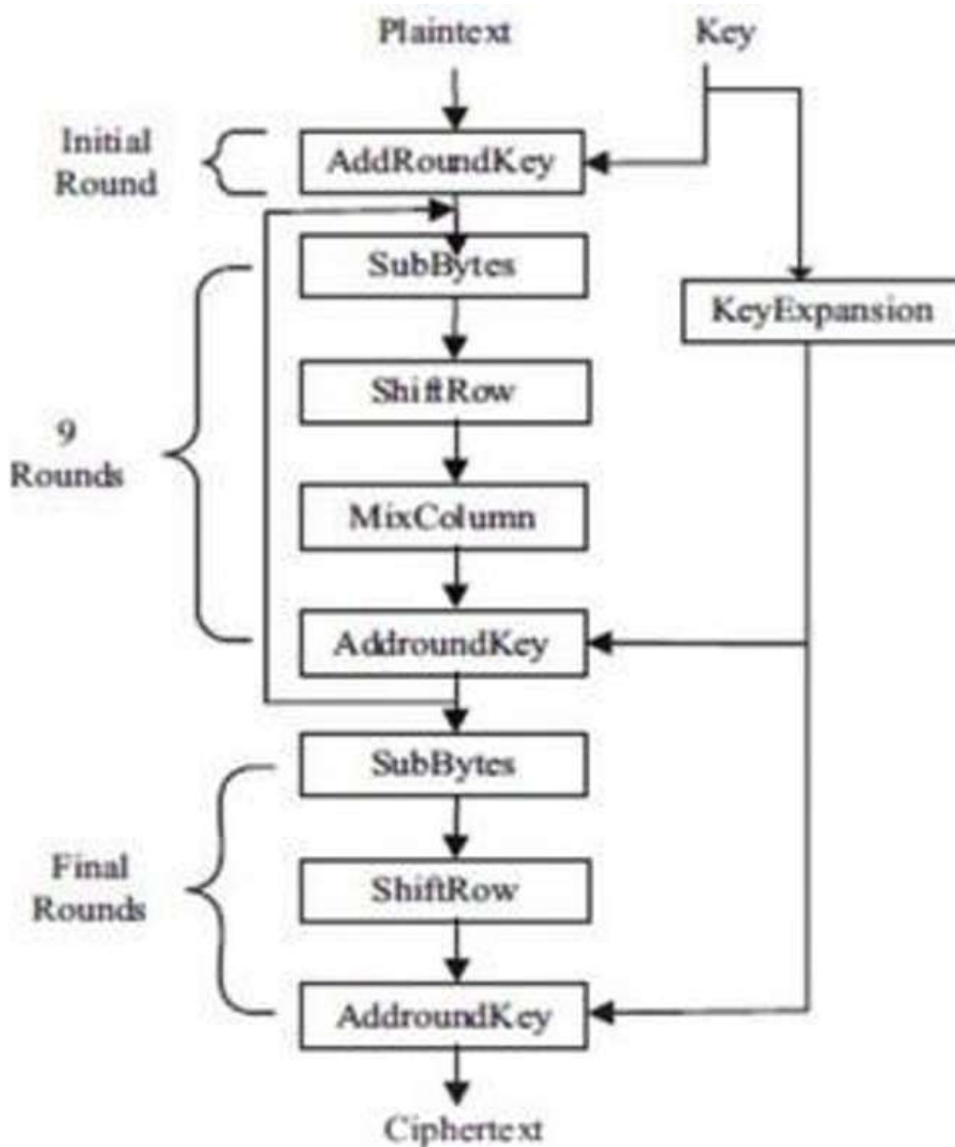 Plaintext
Key
Initial
Round
AddRoundKey
SubBytes
KeyExpansion
ShiftRow
9
Rounds
MixColumn
AddroundKey
SubBytes
Final
Rounds
ShiftRow
AddroundKey
Ciphertext